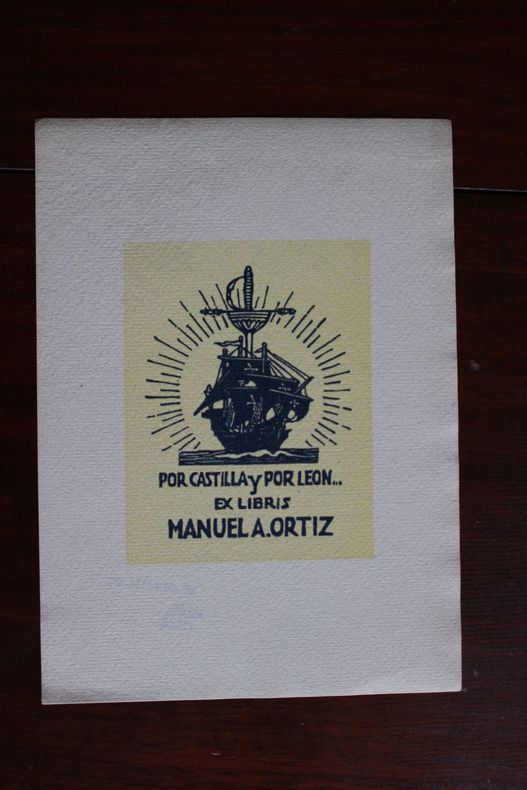 POR CASTILLA y POR LEON...
EX LIBRIS
MANUEL A. ORTIZ